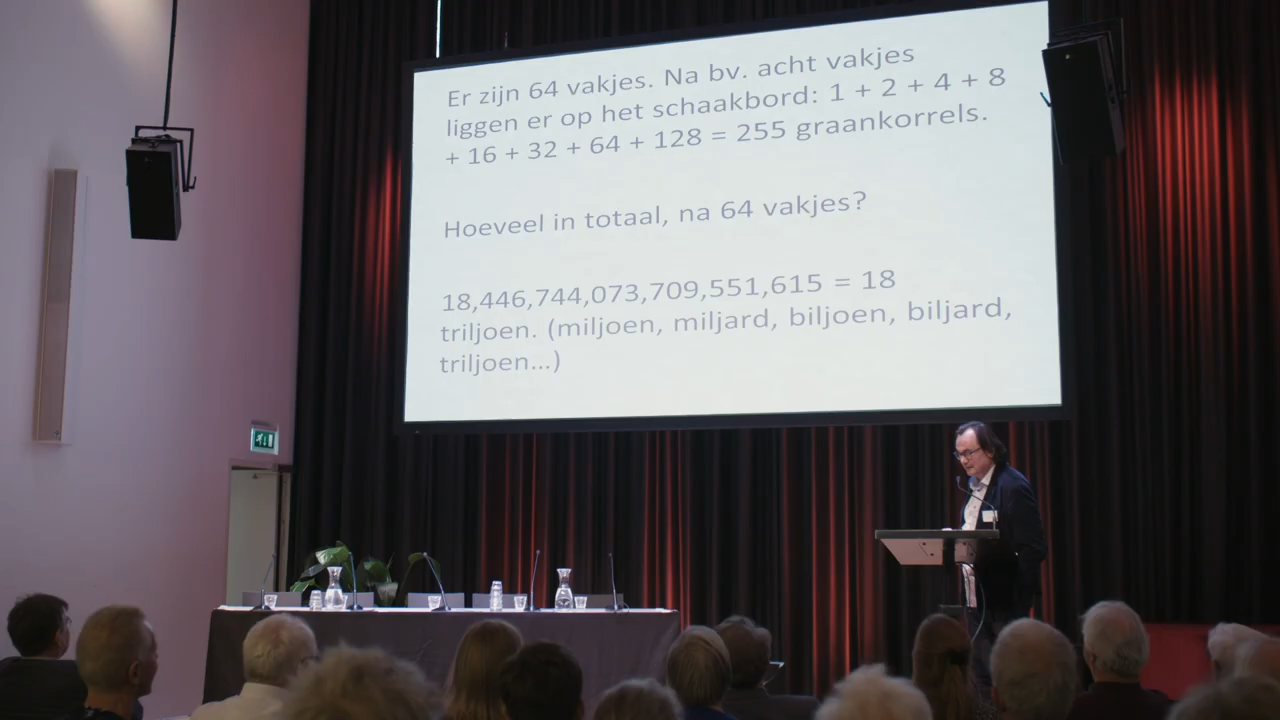 Er zijn 64 vakjes. Na bv. acht vakjes
liggen er op het schaakbord: 1 + 2 + 4 + 8
+ 16 + 32 + 64 + 128 = 255 graankorrels.
Hoeveel in totaal, na 64 vakjes?
18,446,744,073,709,551,615 = 18
triljoen. (miljoen, miljard, biljoen, biljard,
triljoen...)